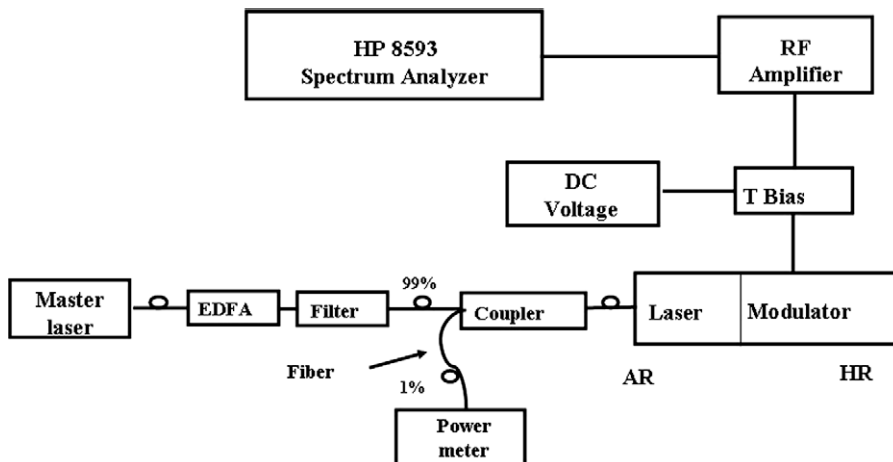 HP 8593
Spectrum Analyzer
RF
Amplifier
DC
Voltage
T Bias
Master
laser
EDFA
Filter
99%
Coupler
Laser
Modulator
Fiber
1%
AR
HR
Power
meter